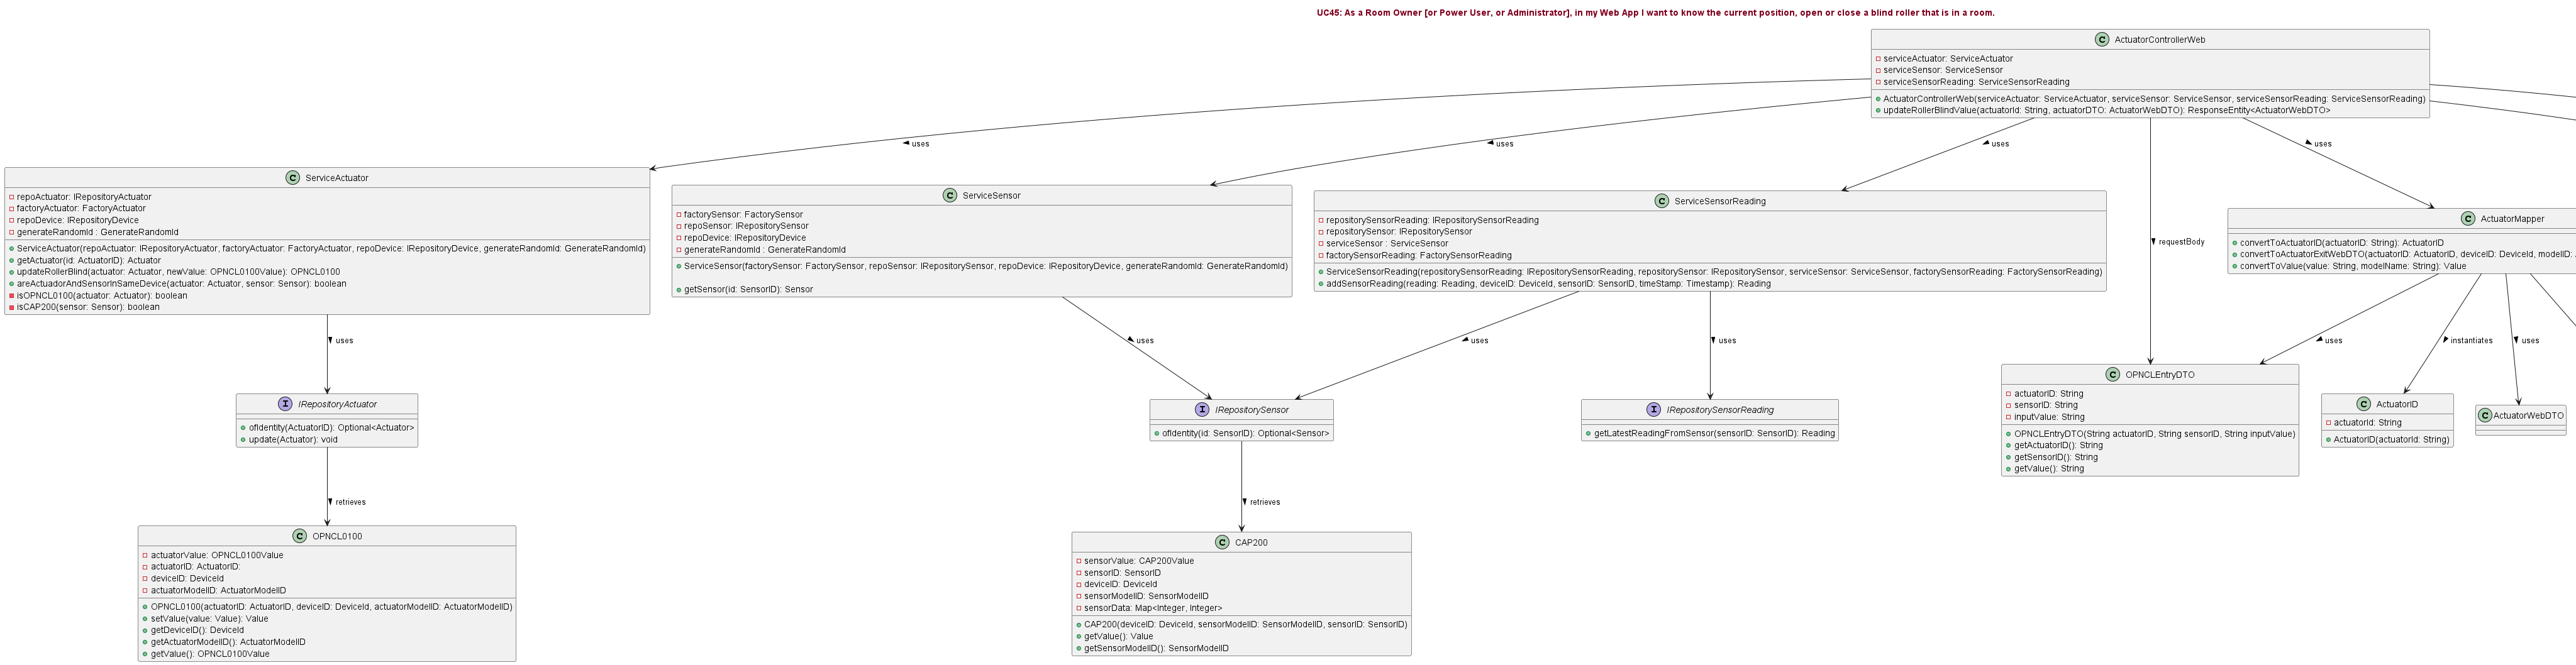 UC45: As a Room Owner [or Power User, or Administrator], in my Web App I want to know the current position, open or close a blind roller that is in a room.
C ActuatorControllerWeb
serviceActuator: ServiceActuator
serviceSensor: ServiceSensor
serviceSensorReading: ServiceSensorReading
ActuatorControllerWeb(serviceActuator: ServiceActuator, serviceSensor: ServiceSensor, serviceSensorReading: ServiceSensorReading)
updateRollerBlindValue(actuatorId: String, actuatorDTO: ActuatorWebDTO): ResponseEntity<ActuatorWebDTO>
uses
uses
uses
uses
C ServiceActuator
repoActuator: IRepositoryActuator
factoryActuator: FactoryActuator
repoDevice: IRepositoryDevice
generateRandomId : GenerateRandomId
ServiceActuator(repoActuator: IRepositoryActuator, factoryActuator: FactoryActuator, repoDevice: IRepositoryDevice, generateRandomId: GenerateRandomId)
getActuator(id: ActuatorID): Actuator
updateRollerBlind(actuator: Actuator, newValue: OPNCL0100Value): OPNCL0100
areActuatorAndSensorInSameDevice(actuator: Actuator, sensor: Sensor): boolean
isOPNCL0100(actuator: Actuator): boolean
isCAP200(sensor: Sensor): boolean
C ServiceSensor
factorySensor: FactorySensor
repoSensor: IRepositorySensor
repoDevice: IRepositoryDevice
generateRandomId : GenerateRandomId
ServiceSensor(factorySensor: FactorySensor, repoSensor: IRepositorySensor, repoDevice: IRepositoryDevice, generateRandomId: GenerateRandomId)
getSensor(id: SensorID): Sensor
C ServiceSensorReading
repositorySensorReading: IRepositorySensorReading
repositorySensor: IRepositorySensor
serviceSensor : ServiceSensor
factorySensorReading: FactorySensorReading
ServiceSensorReading(repositorySensorReading: IRepositorySensorReading, repositorySensor: IRepositorySensor, serviceSensor: ServiceSensor, factorySensorReading: FactorySensorReading)
addSensorReading(reading: Reading, deviceID: DeviceId, sensorID: SensorID, timeStamp: Timestamp): Reading
requestBody
C ActuatorMapper
convertToActuatorID(actuatorID: String): ActuatorID
convertToActuatorExitWebDTO(actuatorID: ActuatorID, deviceID: DeviceId, modelID:
convertToValue(value: String, modelName: String): Value
uses
uses
uses
uses
uses
instantiates
uses
I IRepositoryActuator
ofIdentity(ActuatorID): Optional<Actuator>
update(Actuator): void
I IRepositorySensor
ofIdentity(id: SensorID): Optional<Sensor>
I IRepositorySensorReading
getLatestReadingFromSensor(sensorID: SensorID): Reading
C OPNCLEntryDTO
actuatorID: String
sensorID: String
inputValue: String
OPNCLEntryDTO(String actuatorID, String sensorID, String inputValue)
getActuatorID(): String
getSensorID(): String
getValue(): String
C ActuatorID
actuatorId: String
ActuatorID(actuatorId: String)
C ActuatorWebDTO
retrieves
retrieves
C OPNCL0100
actuatorValue: OPNCL0100Value
actuatorID: ActuatorID:
deviceID: DeviceId
actuatorModelID: ActuatorModelID
OPNCL0100(actuatorID: ActuatorID, deviceID: DeviceId, actuatorModelID: ActuatorModelID)
setValue(value: Value): Value
getDeviceID(): DeviceId
getActuatorModelID(): ActuatorModelID
getValue(): OPNCL0100Value
C CAP200
sensorValue: CAP200Value
sensorID: SensorID
deviceID: DeviceId
sensorModelID: SensorModelID
sensorData: Map<Integer, Integer>
CAP200(deviceID: DeviceId, sensorModelID: SensorModelID, sensorID: SensorID)
getValue(): Value
getSensorModelID(): SensorModelID